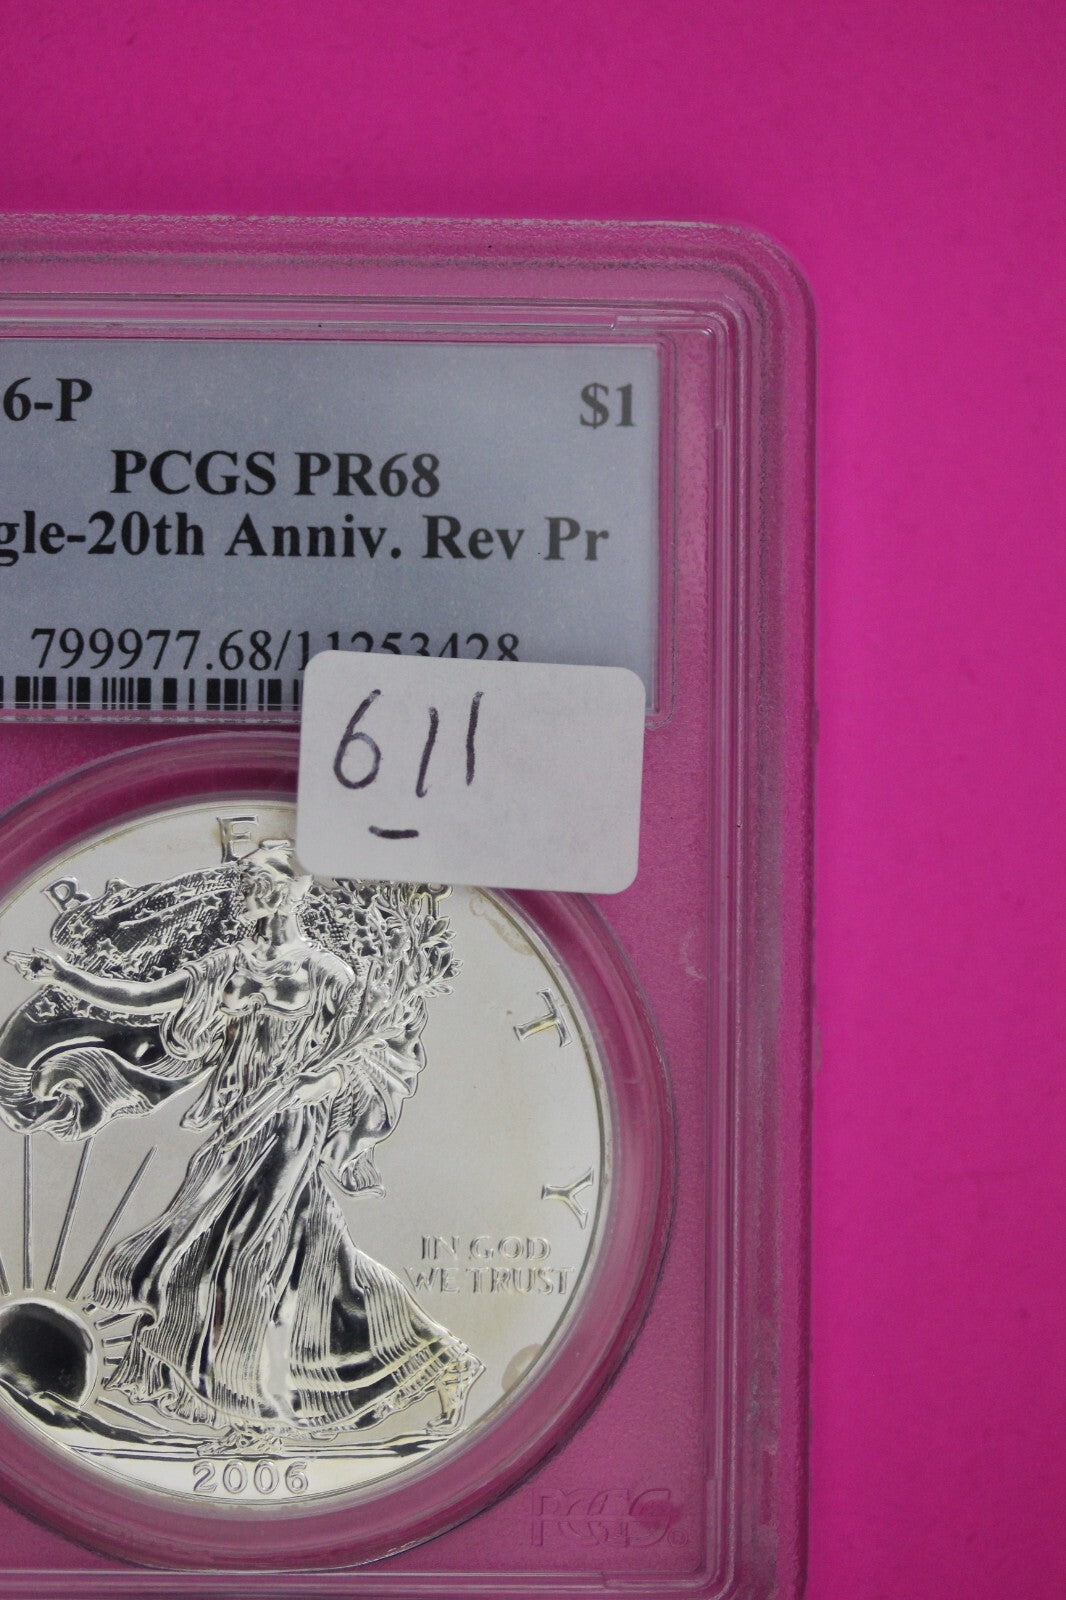 6-P $1
PCGS PR68
gle-20th Anniv. Rev Pr
799977.68/11253428
611
E
T
Y
IN GOD
WE TRUST
2006
PCGS